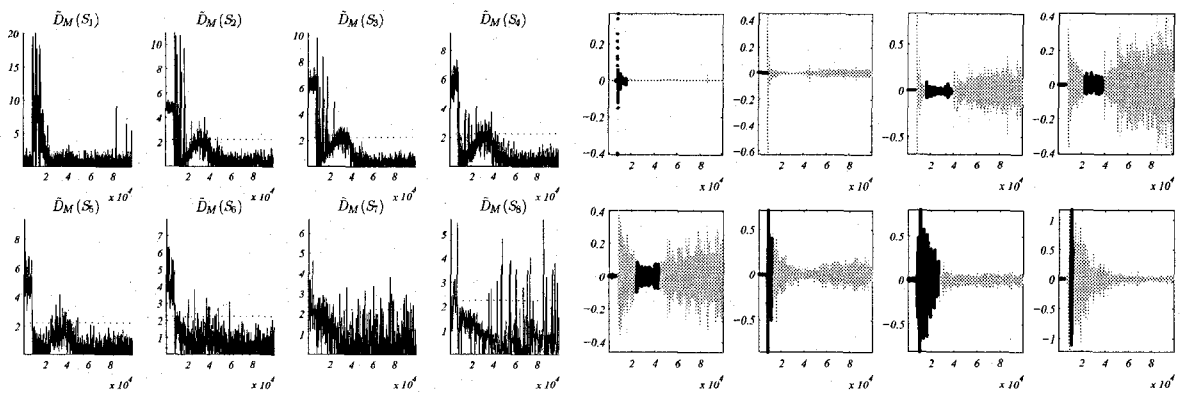 D̃_M(S_1) D̃_M(S_2) D̃_M(S_3) D̃_M(S_4)
20 15 10 5
10 8 6 4 2
10 8 6 4 2
8 6 4 2
0.2 0 −0.2 −0.4
0.4 0.2 0 −0.2 −0.4 −0.6
0.5 0 −0.5
0.4 0.2 0 −0.2 −0.4
2 4 6 8 2 4 6 8 2 4 6 8 2 4 6 8 2 4 6 8 2 4 6 8 2 4 6 8 2 4 6 8
x 10^4 x 10^4 x 10^4 x 10^4 x 10^4 x 10^4 x 10^4 x 10^4
D̃_M(S_5) D̃_M(S_6) D̃_M(S_7) D̃_M(S_8)
8 6 4 2
7 6 5 4 3 2 1
5 4 3 2 1
5 4 3 2 1
0.4 0.2 0 −0.2 −0.4
0.5 0 −0.5
0.5 0 −0.5
1 0.5 0 −0.5 −1
2 4 6 8 2 4 6 8 2 4 6 8 2 4 6 8 2 4 6 8 2 4 6 8 2 4 6 8 2 4 6 8
x 10^4 x 10^4 x 10^4 x 10^4 x 10^4 x 10^4 x 10^4 x 10^4